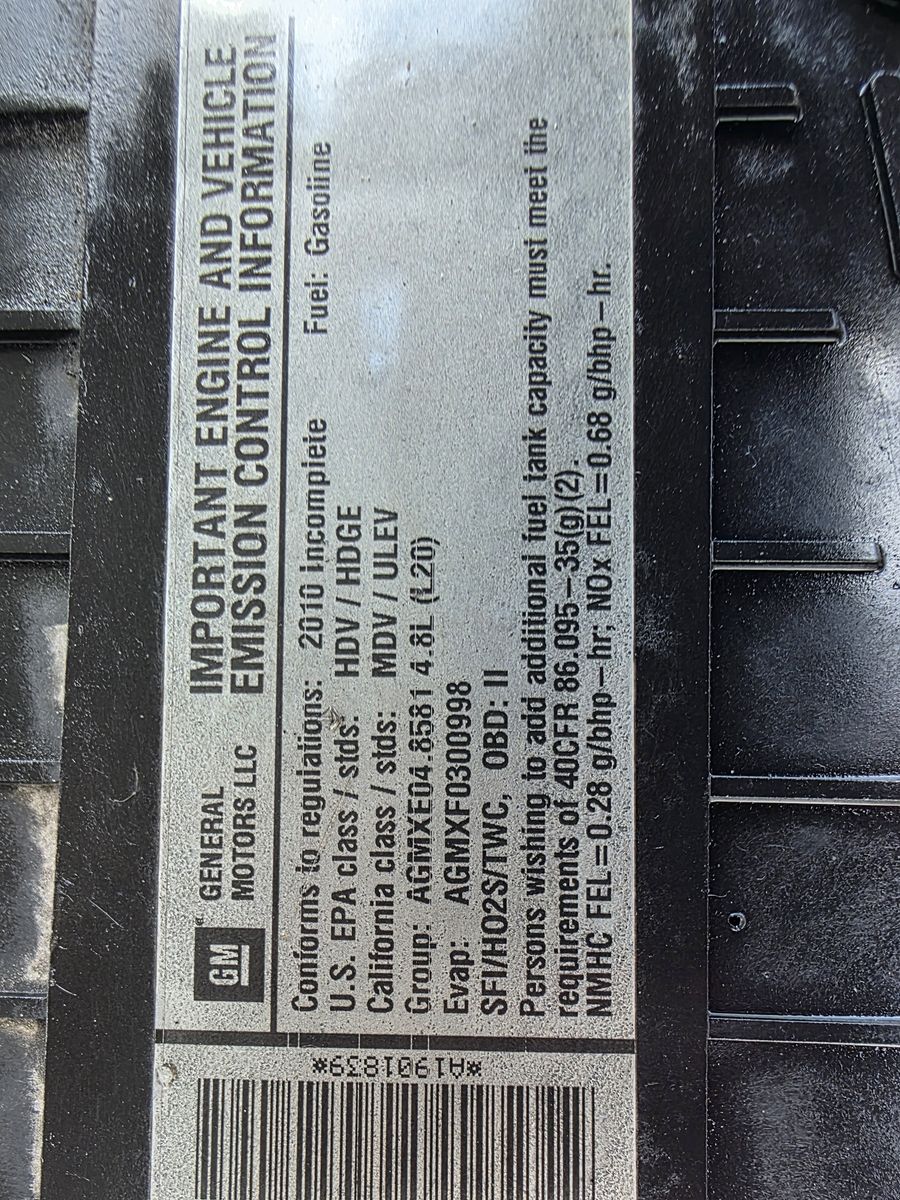 GM
GENERAL
MOTORS LLC
IMPORTANT ENGINE AND VEHICLE
EMISSION CONTROL INFORMATION
Conforms to regulations: 2010 Incomplete Fuel: Gasoline
U.S. EPA class / stds: HDV / HDGE
California class / stds: MDV / ULEV
Group: AGMXE04.8581 4.8L (L20)
Evap: AGMXF0300998
SFI/HO2S/TWC, OBD: II
Persons wishing to add additional fuel tank capacity must meet the
requirements of 40CFR 86.095-35(g)(2).
NMHC FEL=0.28 g/bhp-hr; NOx FEL=0.68 g/bhp-hr.
*A1901839*